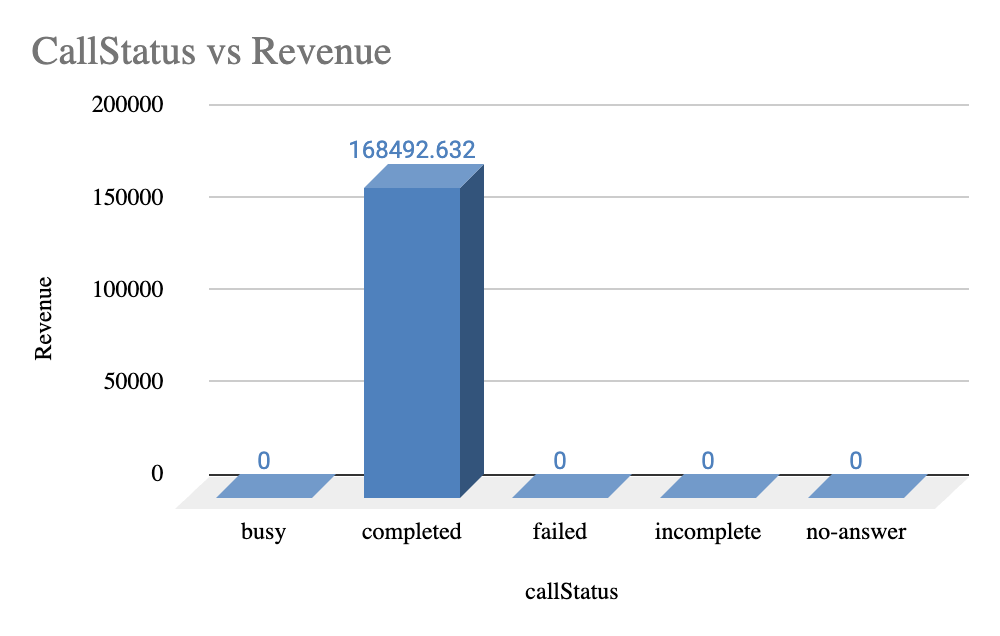 CallStatus vs Revenue
200000
168492.632
150000
100000
Revenue
50000
0
0
0
0
0
busy
completed
failed
incomplete
no-answer
callStatus